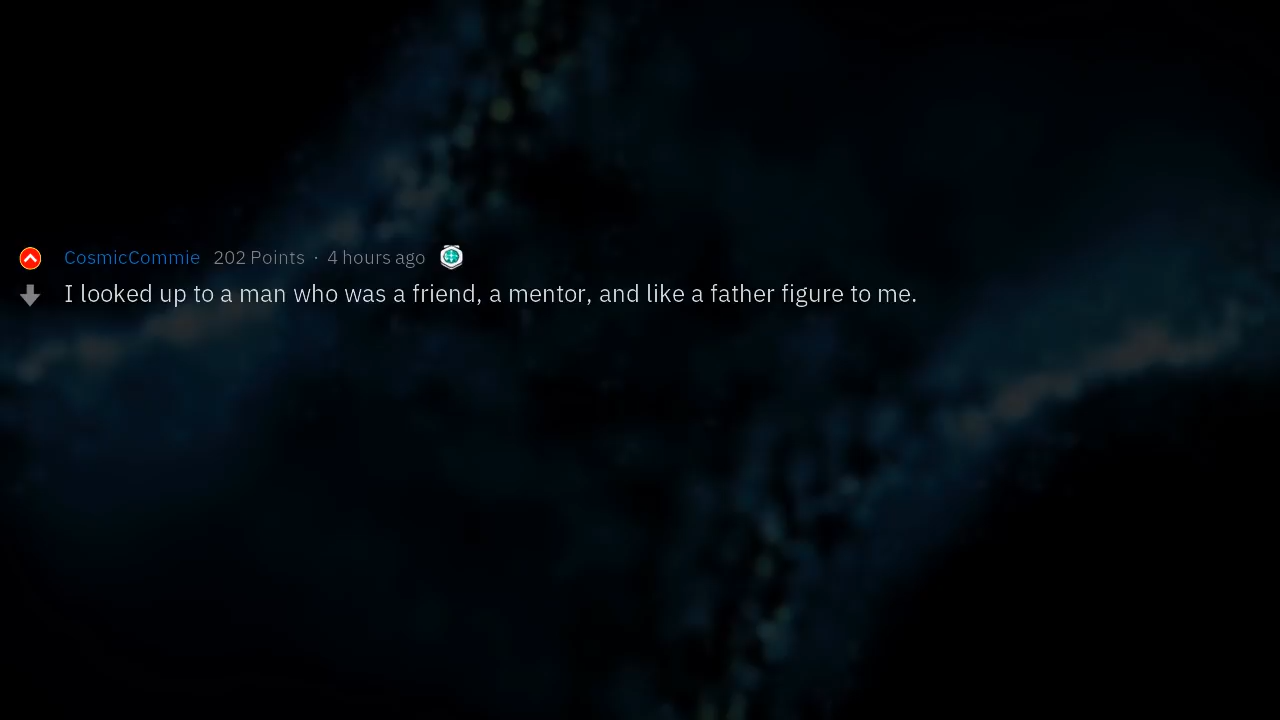 CosmicCommie 202 Points · 4 hours ago
I looked up to a man who was a friend, a mentor, and like a father figure to me.